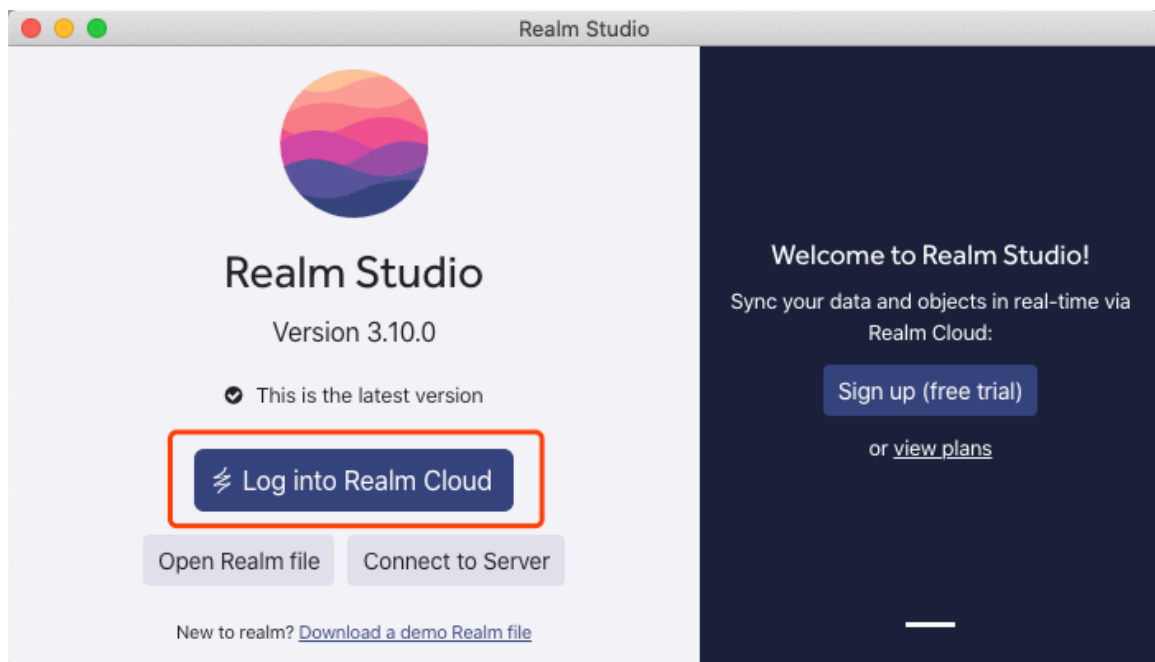 Realm Studio
Realm Studio
Version 3.10.0
This is the latest version
Log into Realm Cloud
Open Realm file
Connect to Server
New to realm? Download a demo Realm file
Welcome to Realm Studio!
Sync your data and objects in real-time via
Realm Cloud:
Sign up (free trial)
or view plans